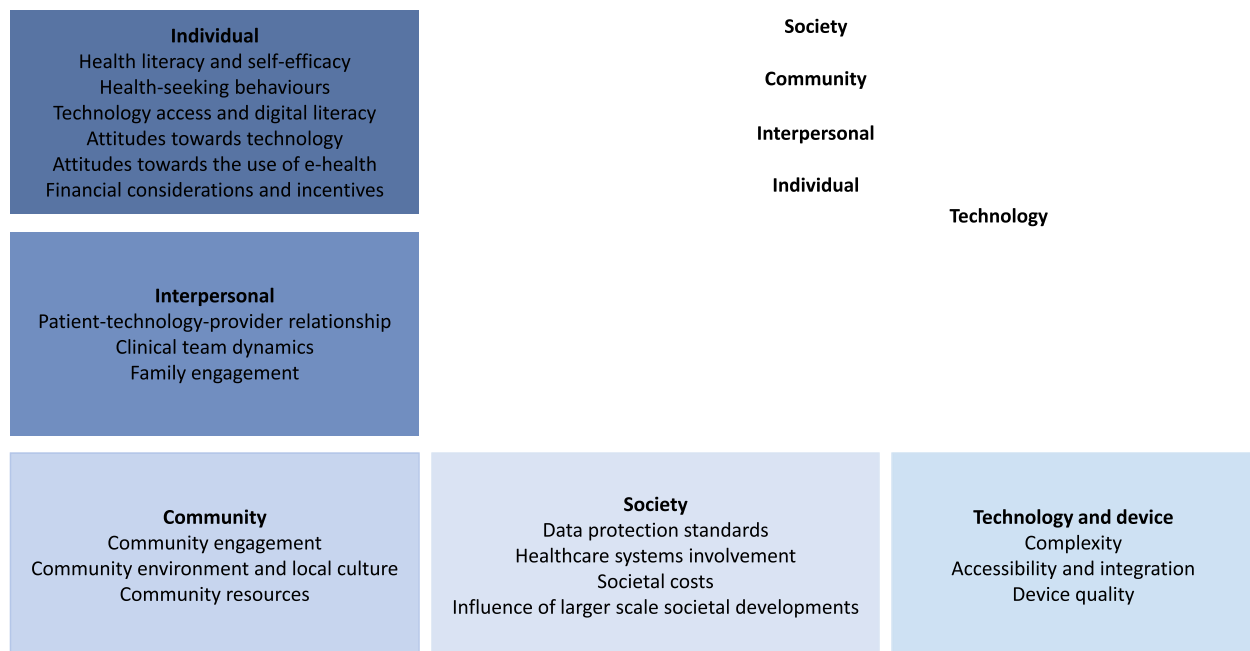 Individual
Health literacy and self-efficacy
Health-seeking behaviours
Technology access and digital literacy
Attitudes towards technology
Attitudes towards the use of e-health
Financial considerations and incentives
Society
Community
Interpersonal
Individual
Technology
Interpersonal
Patient-technology-provider relationship
Clinical team dynamics
Family engagement
Community
Community engagement
Community environment and local culture
Community resources
Society
Data protection standards
Healthcare systems involvement
Societal costs
Influence of larger scale societal developments
Technology and device
Complexity
Accessibility and integration
Device quality